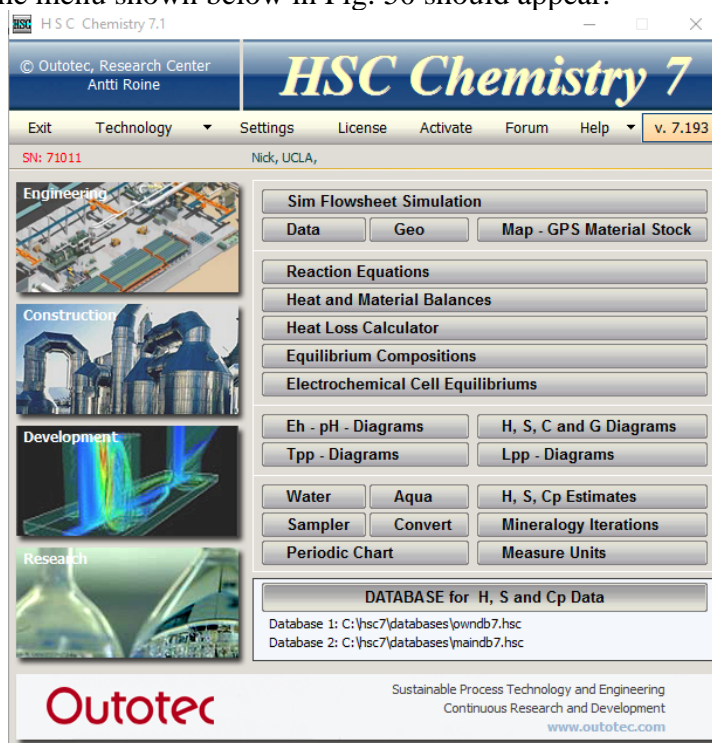 he menu shown below in Fig. 30 should appear.
HSC H S C Chemistry 7.1
© Outotec, Research Center
Antti Roine
HSC Chemistry 7
Exit Technology Settings License Activate Forum Help v. 7.193
SN: 71011 Nick, UCLA,
Engineering
Construction
Development
Research
Sim Flowsheet Simulation
Data Geo Map - GPS Material Stock
Reaction Equations
Heat and Material Balances
Heat Loss Calculator
Equilibrium Compositions
Electrochemical Cell Equilibriums
Eh - pH - Diagrams H, S, C and G Diagrams
Tpp - Diagrams Lpp - Diagrams
Water Aqua H, S, Cp Estimates
Sampler Convert Mineralogy Iterations
Periodic Chart Measure Units
DATABASE for H, S and Cp Data
Database 1: C:\hsc7\databases\owndb7.hsc
Database 2: C:\hsc7\databases\maindb7.hsc
Outotec
Sustainable Process Technology and Engineering
Continuous Research and Development
www.outotec.com